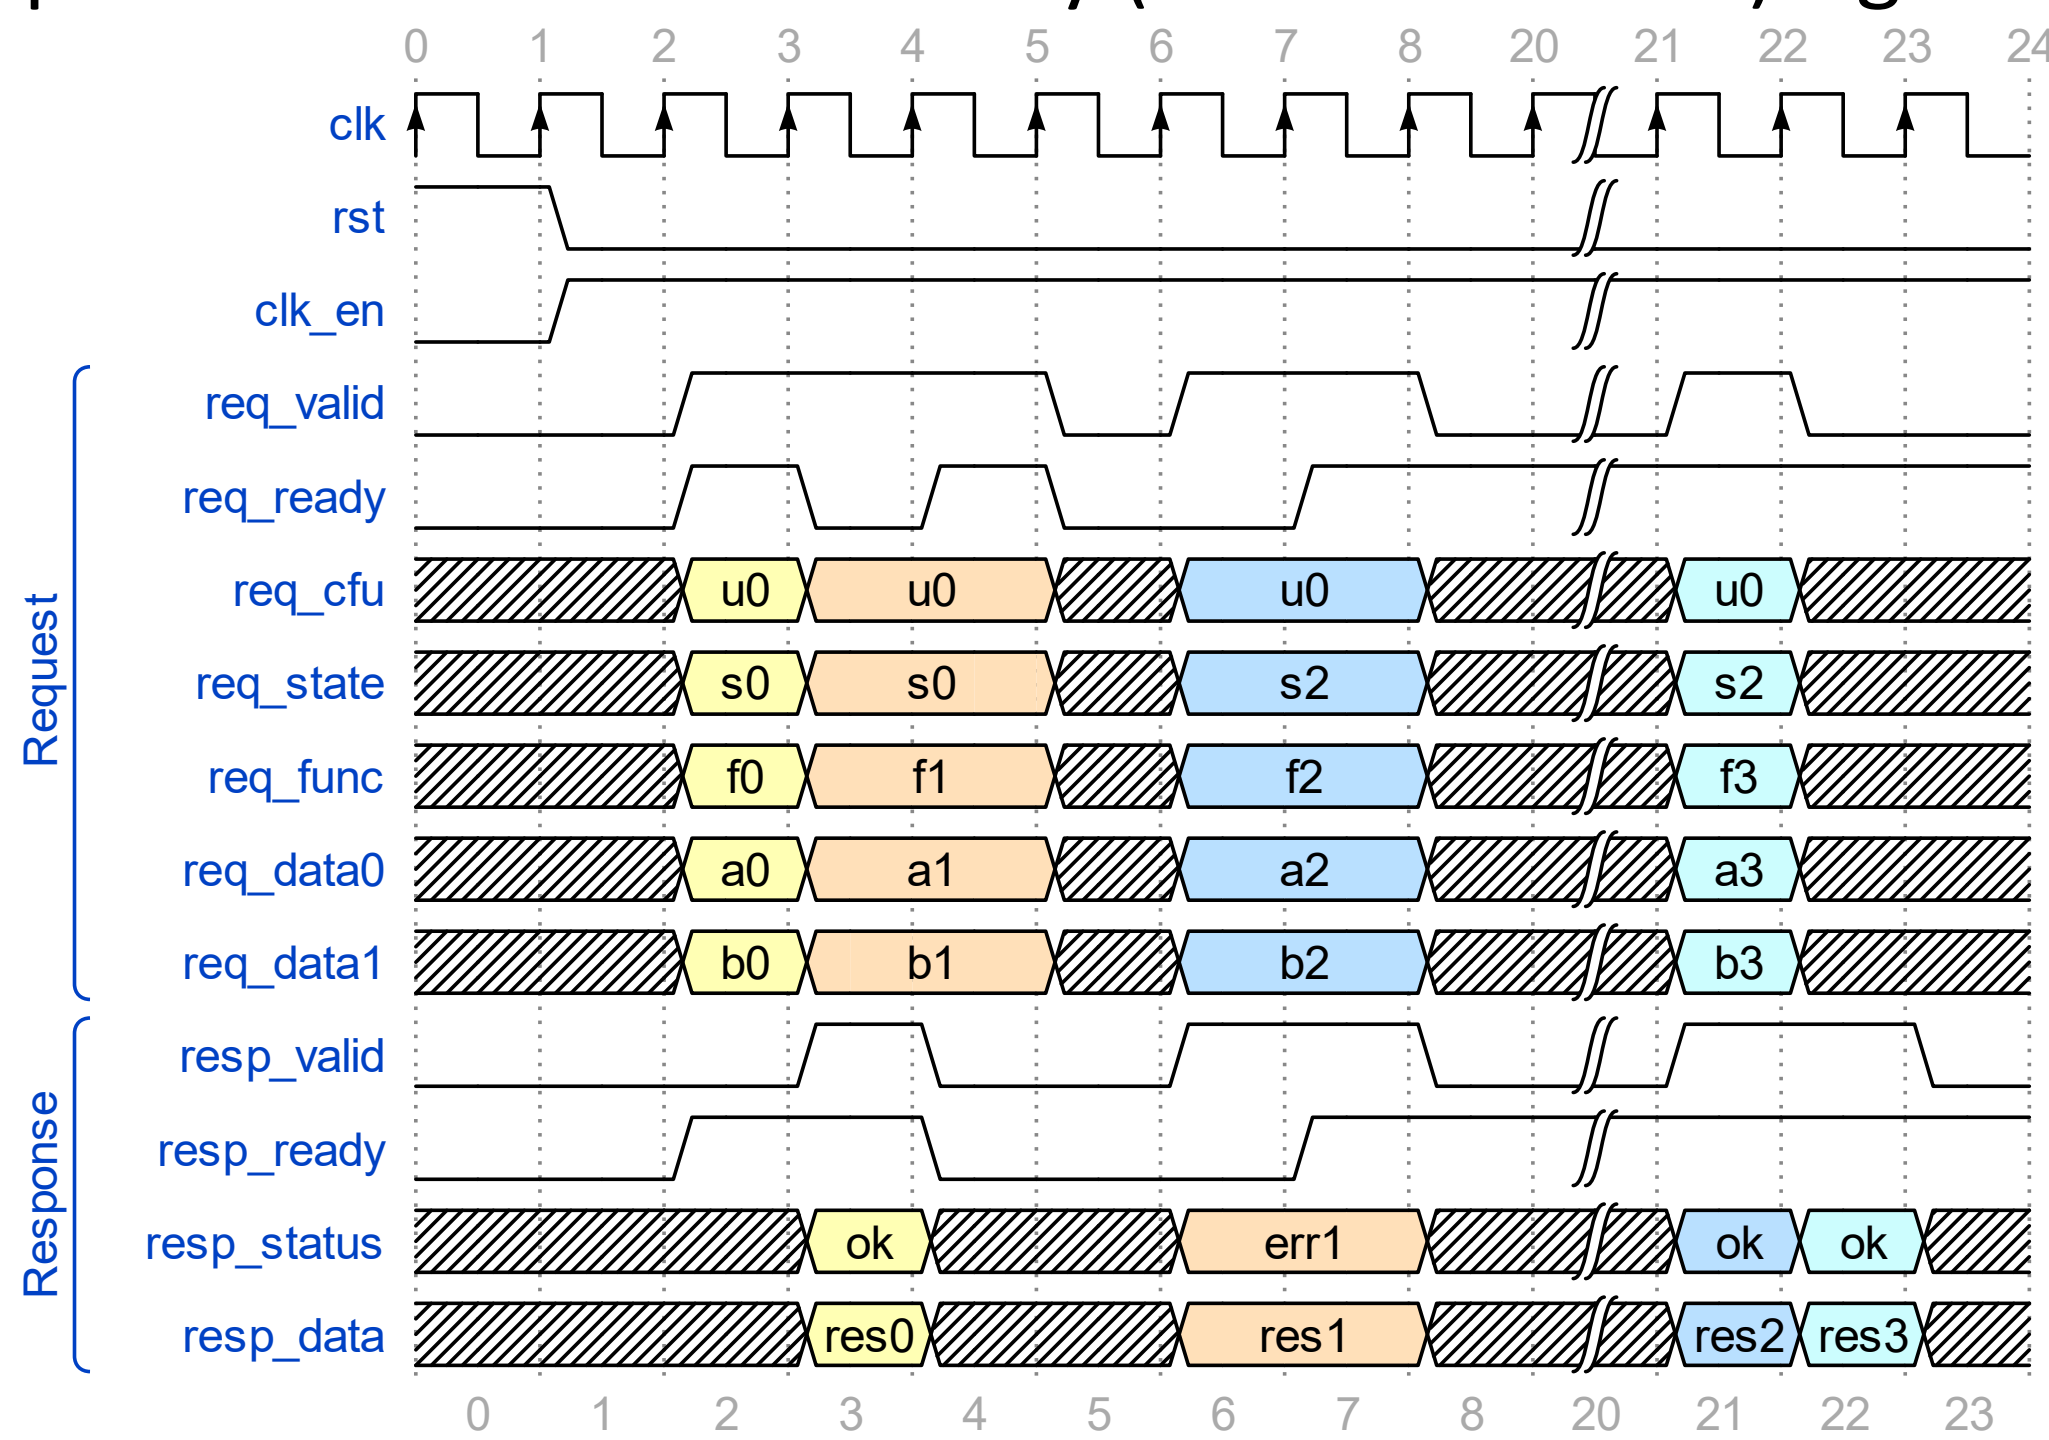 0 1 2 3 4 5 6 7 8 20 21 22 23 24
clk
rst
clk_en
Request
req_valid
req_ready
req_cfu u0 u0 u0 u0
req_state s0 s0 s2 s2
req_func f0 f1 f2 f3
req_data0 a0 a1 a2 a3
req_data1 b0 b1 b2 b3
Response
resp_valid
resp_ready
resp_status ok err1 ok ok
resp_data res0 res1 res2 res3
0 1 2 3 4 5 6 7 8 20 21 22 23